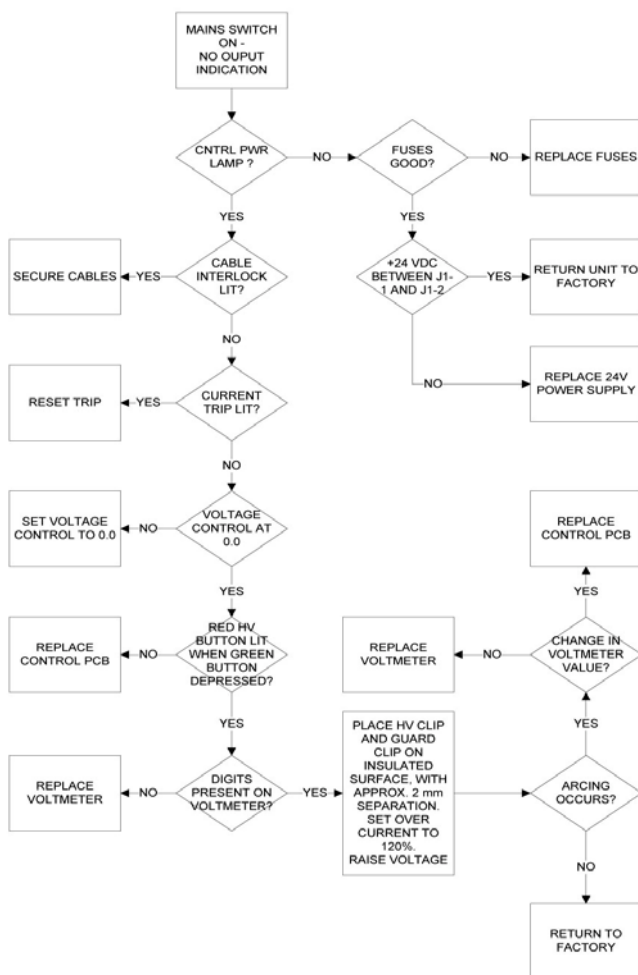 MAINS SWITCH
ON -
NO OUPUT
INDICATION
CNTRL PWR
LAMP ?
NO
FUSES
GOOD?
NO
REPLACE FUSES
YES
YES
SECURE CABLES
YES
CABLE
INTERLOCK
LIT?
+24 VDC
BETWEEN J1-
1 AND J1-2
YES
RETURN UNIT TO
FACTORY
NO
NO
REPLACE 24V
POWER SUPPLY
RESET TRIP
YES
CURRENT
TRIP LIT?
NO
SET VOLTAGE
CONTROL TO 0.0
NO
VOLTAGE
CONTROL AT
0.0
REPLACE
CONTROL PCB
YES
YES
REPLACE
CONTROL PCB
NO
RED HV
BUTTON LIT
WHEN GREEN
BUTTON
DEPRESSED?
REPLACE
VOLTMETER
NO
CHANGE IN
VOLTMETER
VALUE?
YES
YES
REPLACE
VOLTMETER
NO
DIGITS
PRESENT ON
VOLTMETER?
YES
PLACE HV CLIP
AND GUARD
CLIP ON
INSULATED
SURFACE, WITH
APPROX. 2 mm
SEPARATION.
SET OVER
CURRENT TO
120%.
RAISE VOLTAGE
ARCING
OCCURS?
NO
RETURN TO
FACTORY